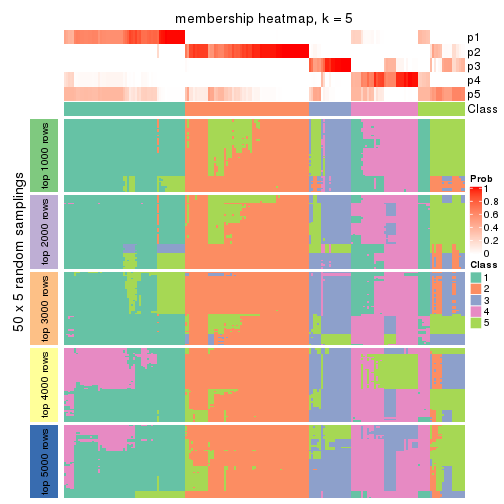 membership heatmap, k = 5
p1
p2
p3
p4
p5
Class
50 x 5 random samplings
top 1000 rows
top 2000 rows
top 3000 rows
top 4000 rows
top 5000 rows
Prob
1
0.8
0.6
0.4
0.2
0
Class
1
2
3
4
5